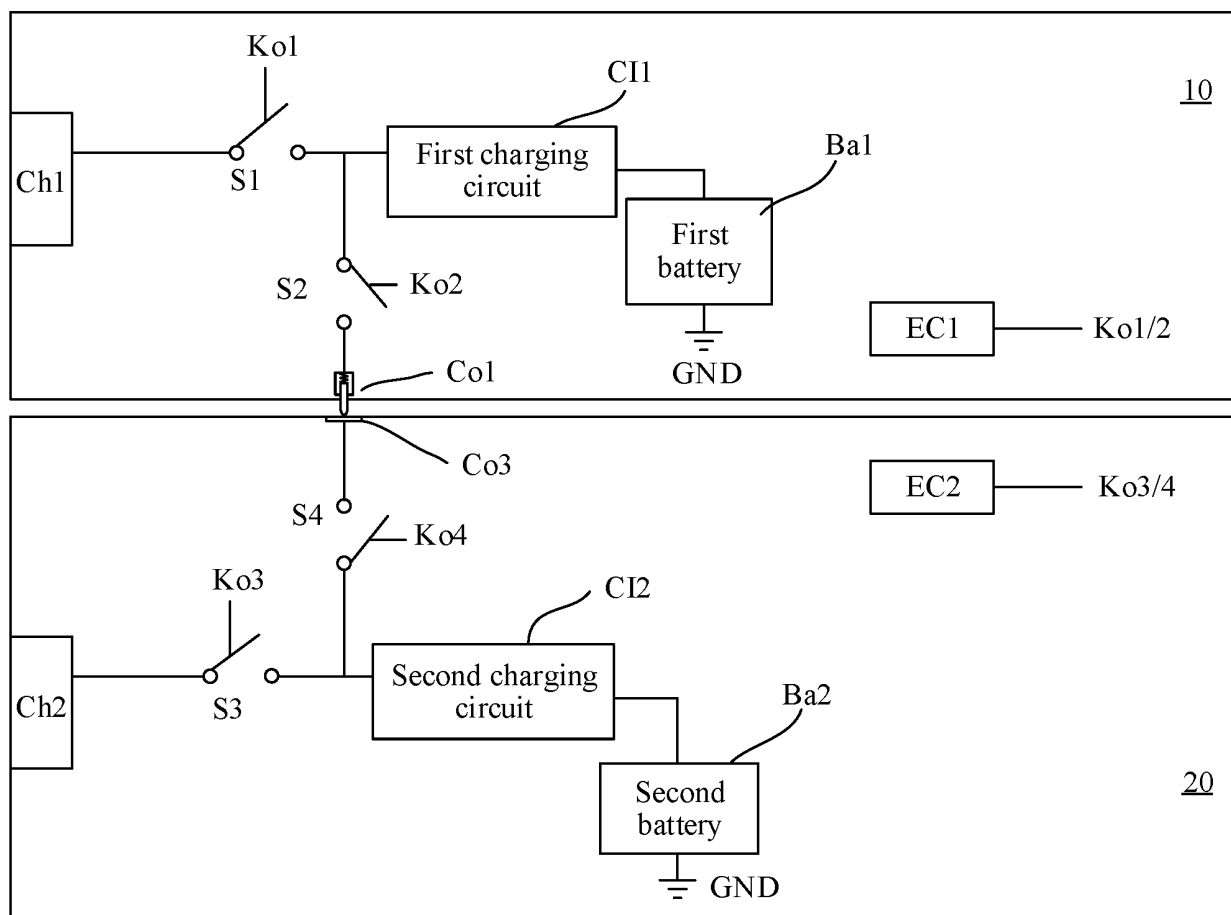 Ko1
CI1
10
Ch1
S1
First charging
circuit
Ba1
First
battery
S2
Ko2
EC1
Ko1/2
GND
Co1
Co3
EC2
Ko3/4
S4
Ko4
Ko3
CI2
Ch2
S3
Second charging
circuit
Ba2
20
Second
battery
GND